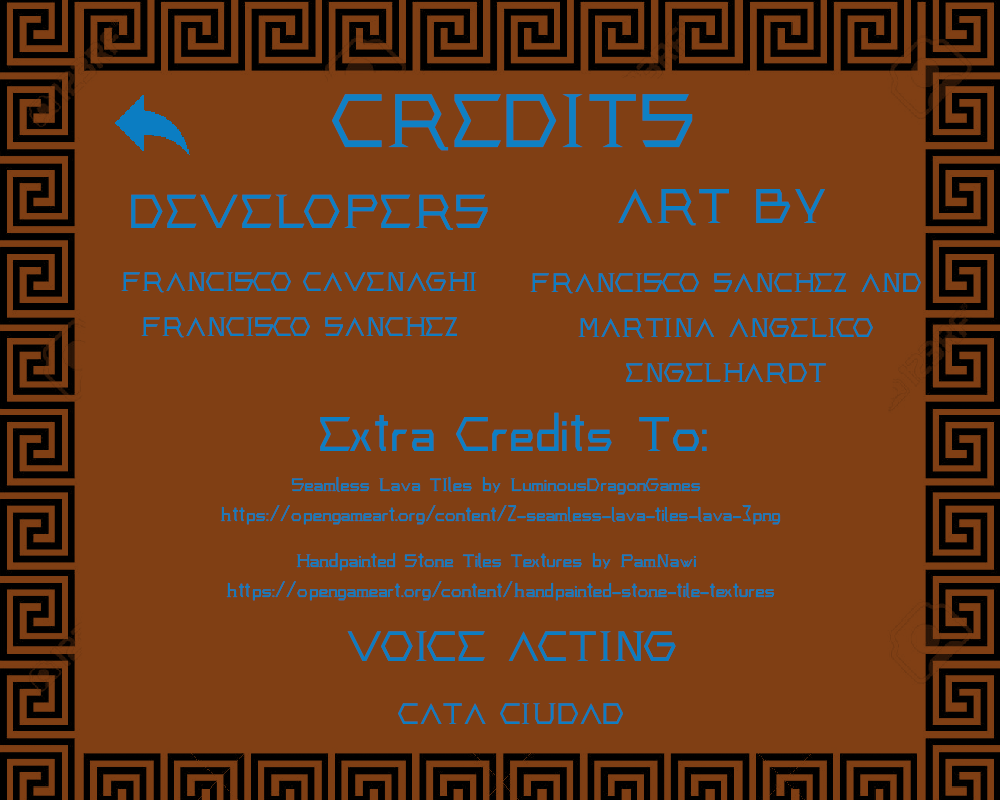 CREDITS
DEVELOPERS
FRANCISCO CAVENAGHI
FRANCISCO SANCHEZ
ART BY
FRANCISCO SANCHEZ AND
MARTINA ANGELICO
ENGELHARDT
Extra Credits To:
Seamless Lava TIles by LuminousDragonGames
https://opengameart.org/content/2-seamless-lava-tiles-lava-3png
Handpainted Stone Tiles Textures by PamNawi
https://opengameart.org/content/handpainted-stone-tile-textures
VOICE ACTING
CATA CIUDAD